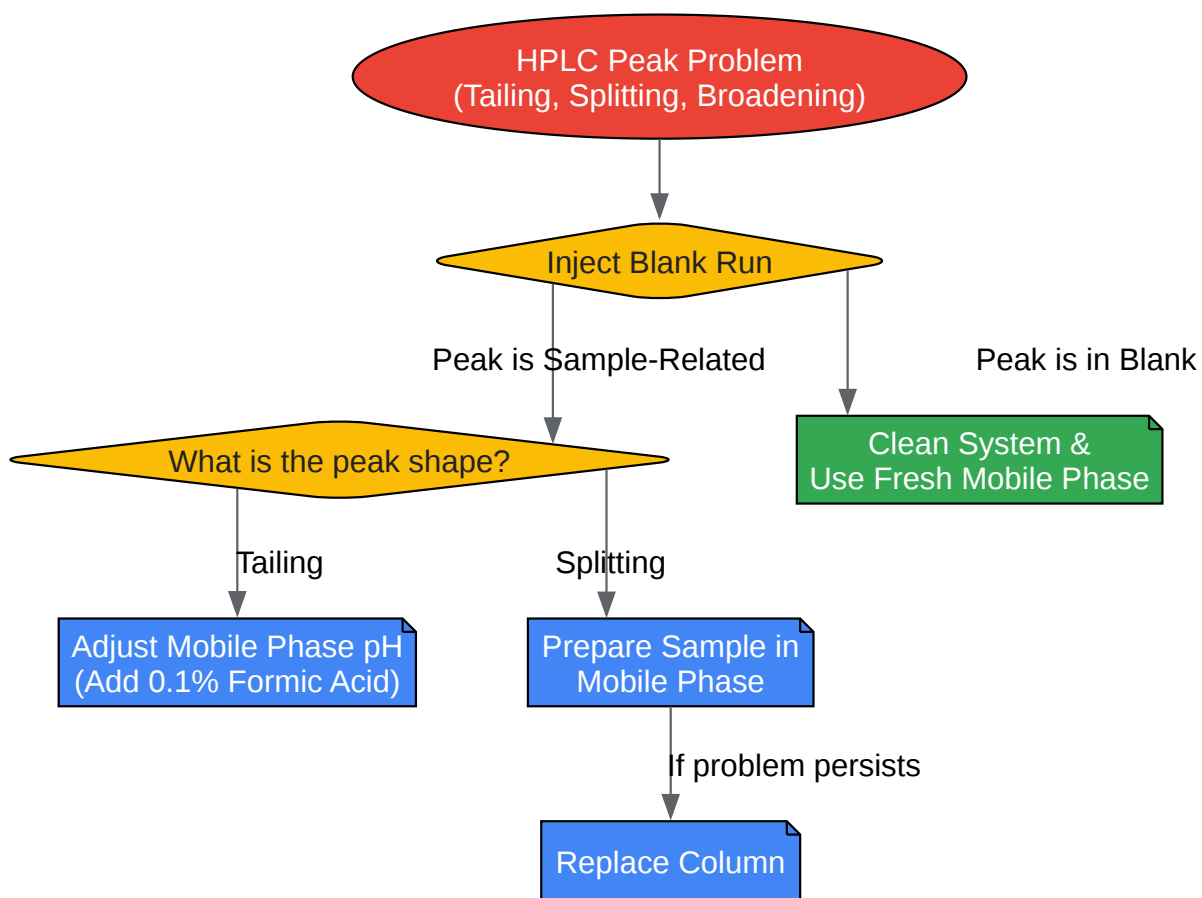 HPLC Peak Problem
(Tailing, Splitting, Broadening)
Inject Blank Run
Peak is Sample-Related
Peak is in Blank
What is the peak shape?
Clean System &
Use Fresh Mobile Phase
Tailing
Splitting
Adjust Mobile Phase pH
(Add 0.1% Formic Acid)
Prepare Sample in
Mobile Phase
If problem persists
Replace Column